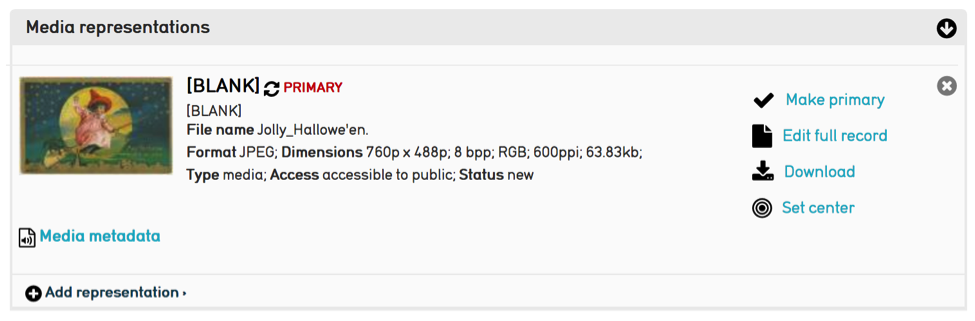 Media representations
[BLANK] PRIMARY
[BLANK]
File name Jolly_Hallowe'en.
Format JPEG; Dimensions 760p x 488p; 8 bpp; RGB; 600ppi; 63.83kb;
Type media; Access accessible to public; Status new
Make primary
Edit full record
Download
Set center
Media metadata
Add representation ›